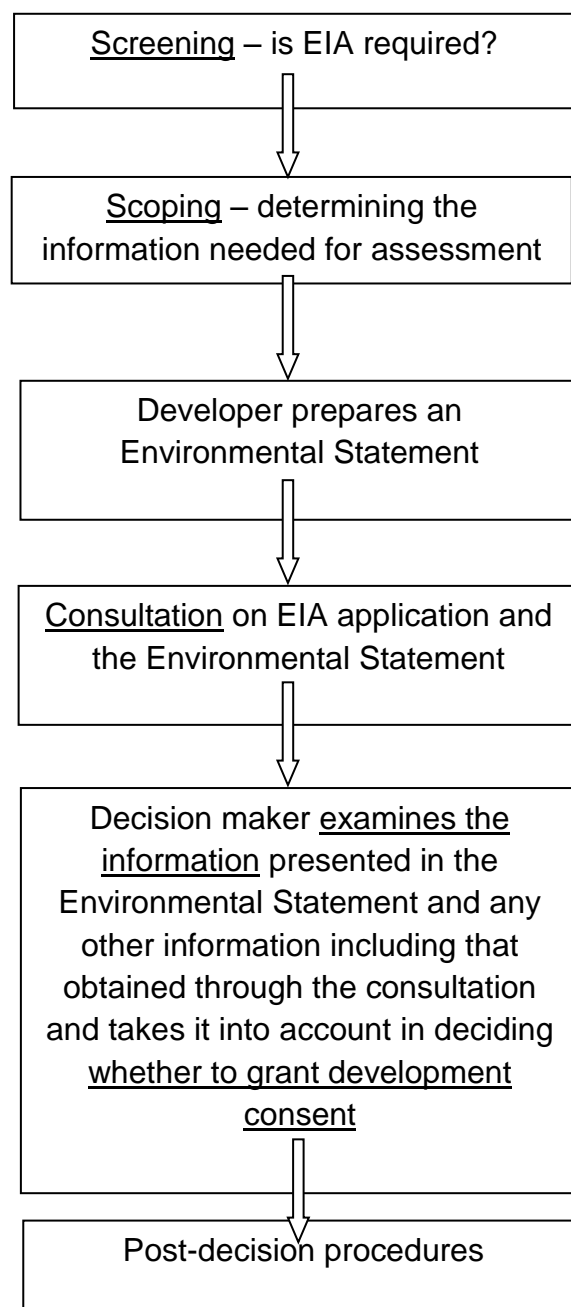 Screening – is EIA required?
Scoping – determining the
information needed for assessment
Developer prepares an
Environmental Statement
Consultation on EIA application and
the Environmental Statement
Decision maker examines the
information presented in the
Environmental Statement and any
other information including that
obtained through the consultation
and takes it into account in deciding
whether to grant development
consent
Post-decision procedures